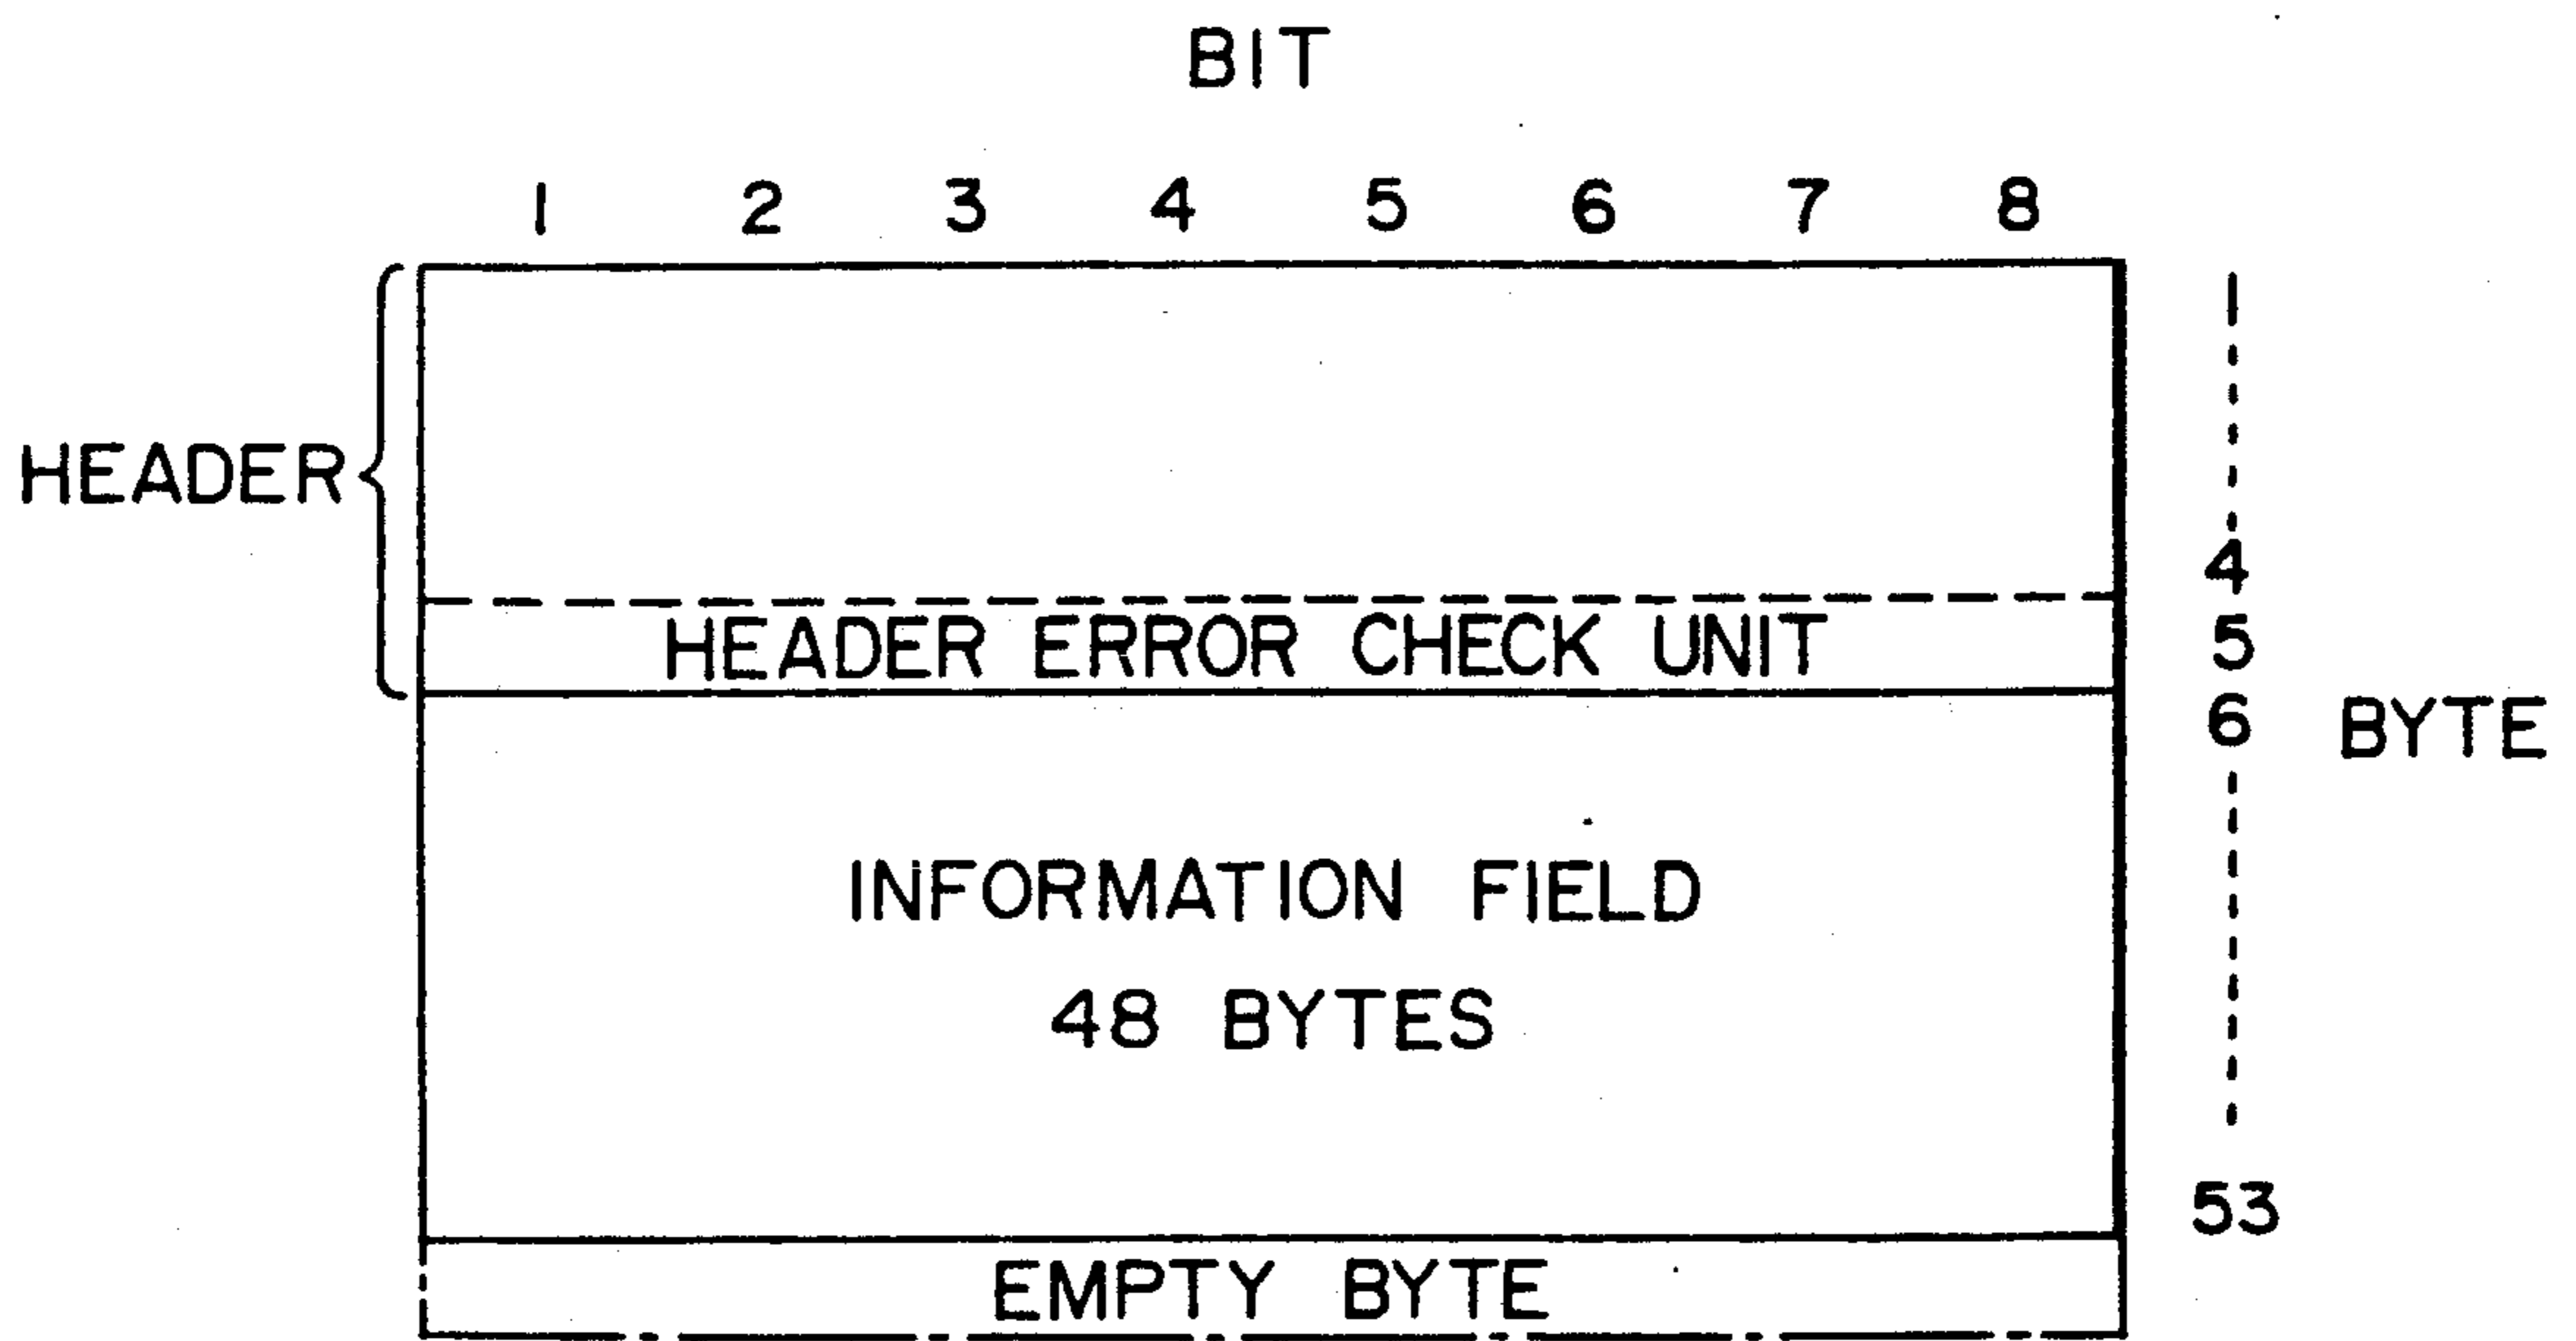 BIT
1 2 3 4 5 6 7 8
1
HEADER
4
HEADER ERROR CHECK UNIT 5
6 BYTE
INFORMATION FIELD
48 BYTES
53
EMPTY BYTE